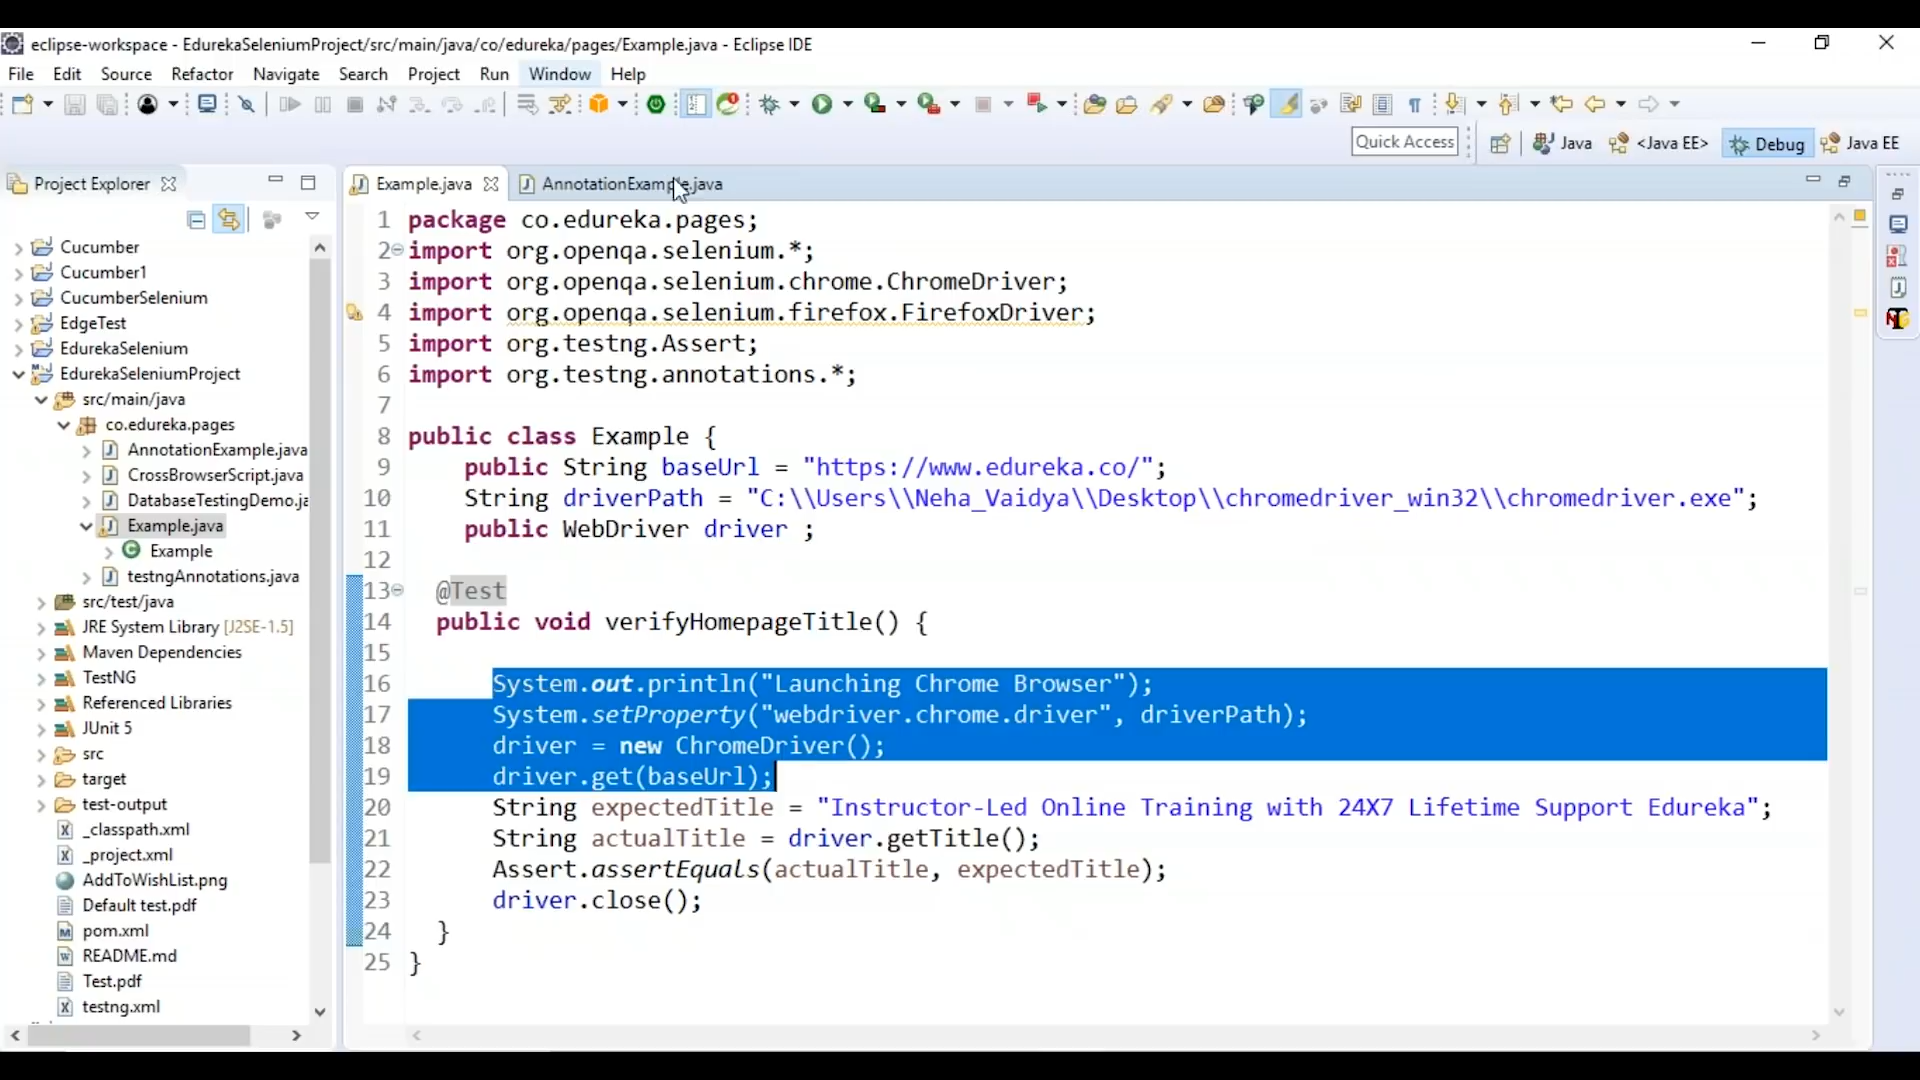 eclipse-workspace - EdurekaSeleniumProject/src/main/java/co/edureka/pages/Example.java - Eclipse IDE
File Edit Source Refactor Navigate Search Project Run Window Help
Quick Access
Java
<Java EE>
Debug
Java EE
Project Explorer
Cucumber
Cucumber1
CucumberSelenium
EdgeTest
EdurekaSelenium
EdurekaSeleniumProject
src/main/java
co.edureka.pages
AnnotationExample.java
CrossBrowserScript.java
DatabaseTestingDemo.ja
Example.java
Example
testngAnnotations.java
src/test/java
JRE System Library [J2SE-1.5]
Maven Dependencies
TestNG
Referenced Libraries
JUnit 5
src
target
test-output
_classpath.xml
_project.xml
AddToWishList.png
Default test.pdf
pom.xml
README.md
Test.pdf
testng.xml
Example.java
AnnotationExample.java
1 package co.edureka.pages;
2 import org.openqa.selenium.*;
3 import org.openqa.selenium.chrome.ChromeDriver;
4 import org.openqa.selenium.firefox.FirefoxDriver;
5 import org.testng.Assert;
6 import org.testng.annotations.*;
7
8 public class Example {
9 public String baseUrl = "https://www.edureka.co/";
10 String driverPath = "C:\\Users\\Neha_Vaidya\\Desktop\\chromedriver_win32\\chromedriver.exe";
11 public WebDriver driver ;
12
13 @Test
14 public void verifyHomepageTitle() {
15
16 System.out.println("Launching Chrome Browser");
17 System.setProperty("webdriver.chrome.driver", driverPath);
18 driver = new ChromeDriver();
19 driver.get(baseUrl);
20 String expectedTitle = "Instructor-Led Online Training with 24X7 Lifetime Support Edureka";
21 String actualTitle = driver.getTitle();
22 Assert.assertEquals(actualTitle, expectedTitle);
23 driver.close();
24 }
25 }